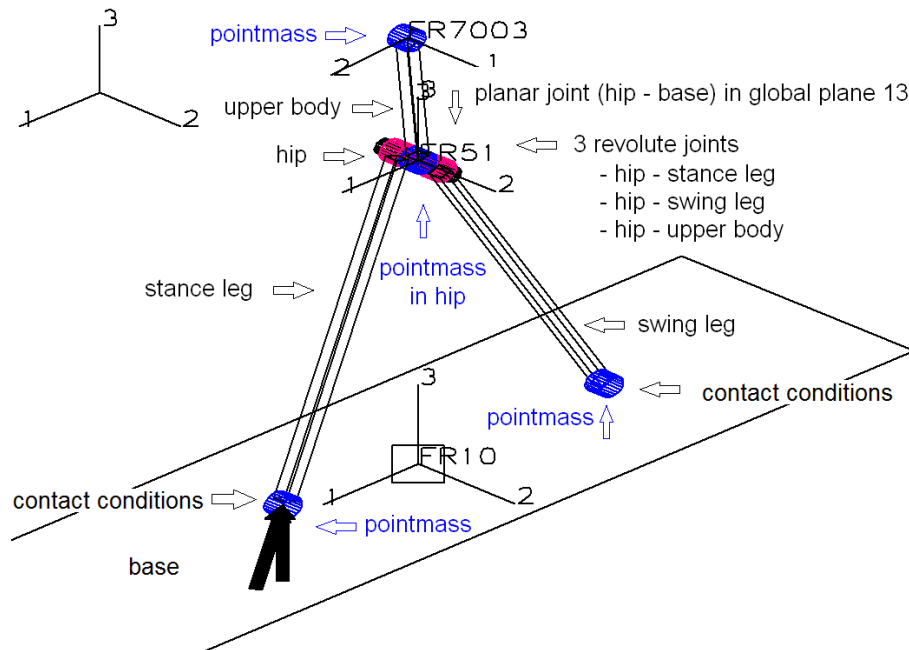 3
pointmass
FR7003
2
1
3
planar joint (hip - base) in global plane 13
upper body
1
2
hip
FR51
3 revolute joints
- hip - stance leg
- hip - swing leg
- hip - upper body
1
2
pointmass
in hip
stance leg
swing leg
3
contact conditions
pointmass
FR10
contact conditions
1
2
pointmass
base